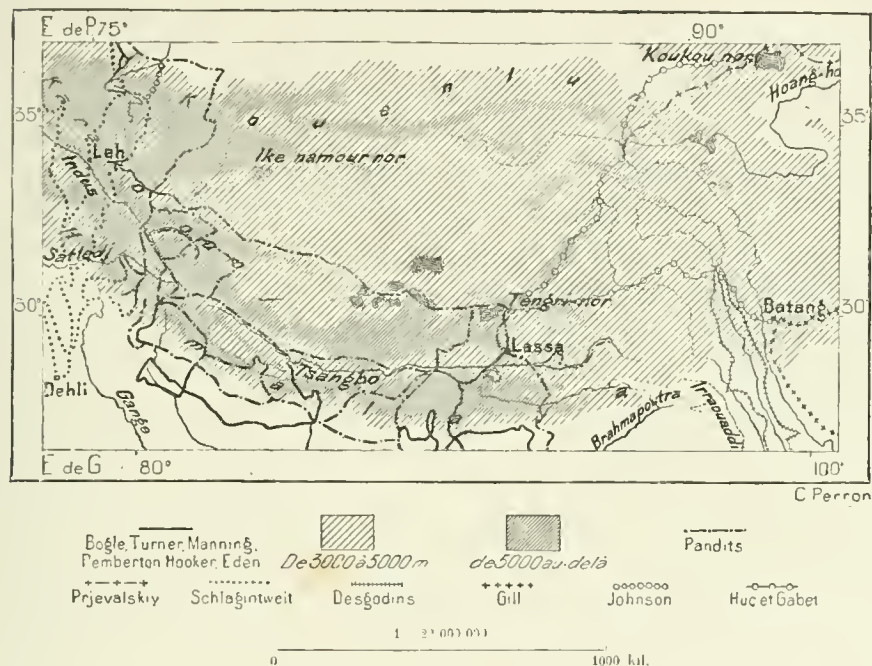 E de P. 75°
90°
Koukou nor
Hoang-ho
K o u e n l u
35°
35°
Ike namour nor
Leh
Indus
Satledj
30°
30°
Tengri-nor
Batang
Lassa
Tsangbo
Dehli
Gange
Brahmapoutra
Irraouaddi
E de G. 80°
100°
C Perron
Bogle, Turner, Manning,
Pemberton Hooker, Eden
De 3000 à 5000 m
de 5000 au-delà
Pandits
Prjevalskiy
Schlagintweit
Desgodins
Gill
Johnson
Huc et Gabet
0
1000 kil.